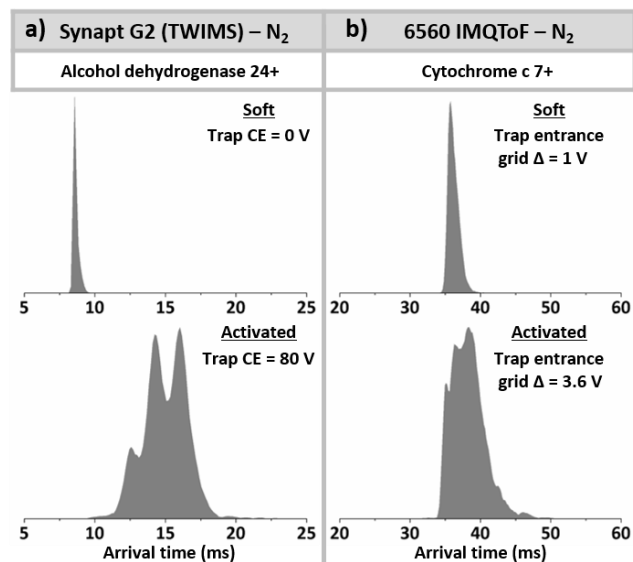 a) Synapt G2 (TWIMS) – N₂
Alcohol dehydrogenase 24+
Soft
Trap CE = 0 V
5 10 15 20 25
Activated
Trap CE = 80 V
5 10 15 20 25
Arrival time (ms)
b) 6560 IMQToF – N₂
Cytochrome c 7+
Soft
Trap entrance
grid Δ = 1 V
20 30 40 50 60
Activated
Trap entrance
grid Δ = 3.6 V
20 30 40 50 60
Arrival time (ms)